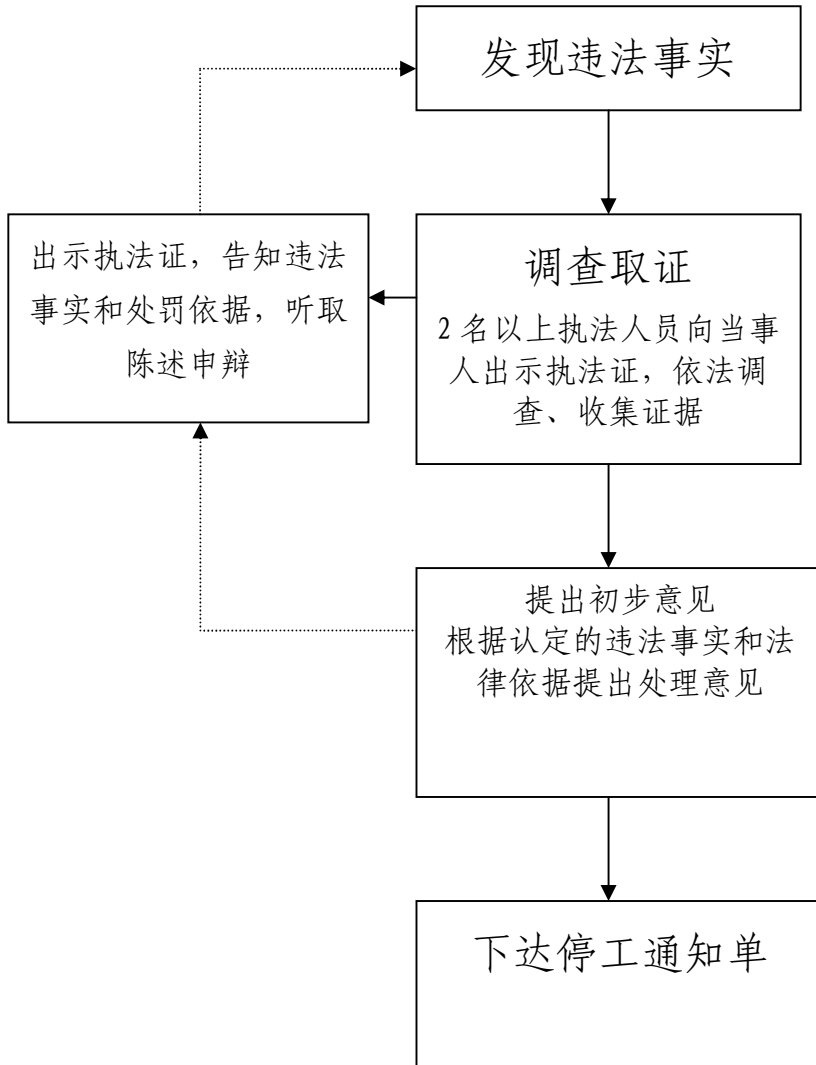 发现违法事实
调查取证
2名以上执法人员向当事
人出示执法证，依法调
查、收集证据
出示执法证，告知违法
事实和处罚依据，听取
陈述申辩
提出初步意见
根据认定的违法事实和法
律依据提出处理意见
下达停工通知单